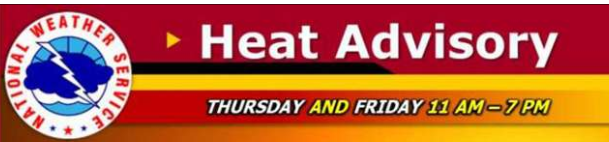 NATIONAL WEATHER SERVICE
Heat Advisory
THURSDAY AND FRIDAY 11 AM – 7 PM